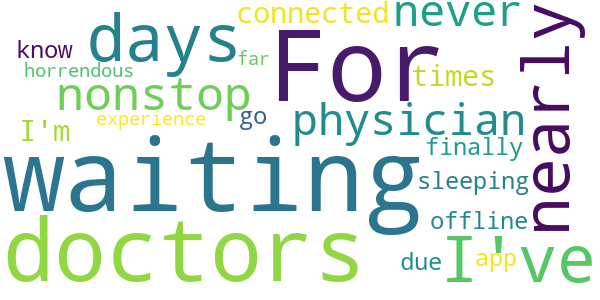 connected never
know days For nearly
far
horrendous times
nonstop
experience go physician
I'm finally
waiting sleeping
offline
doctors I've
due app